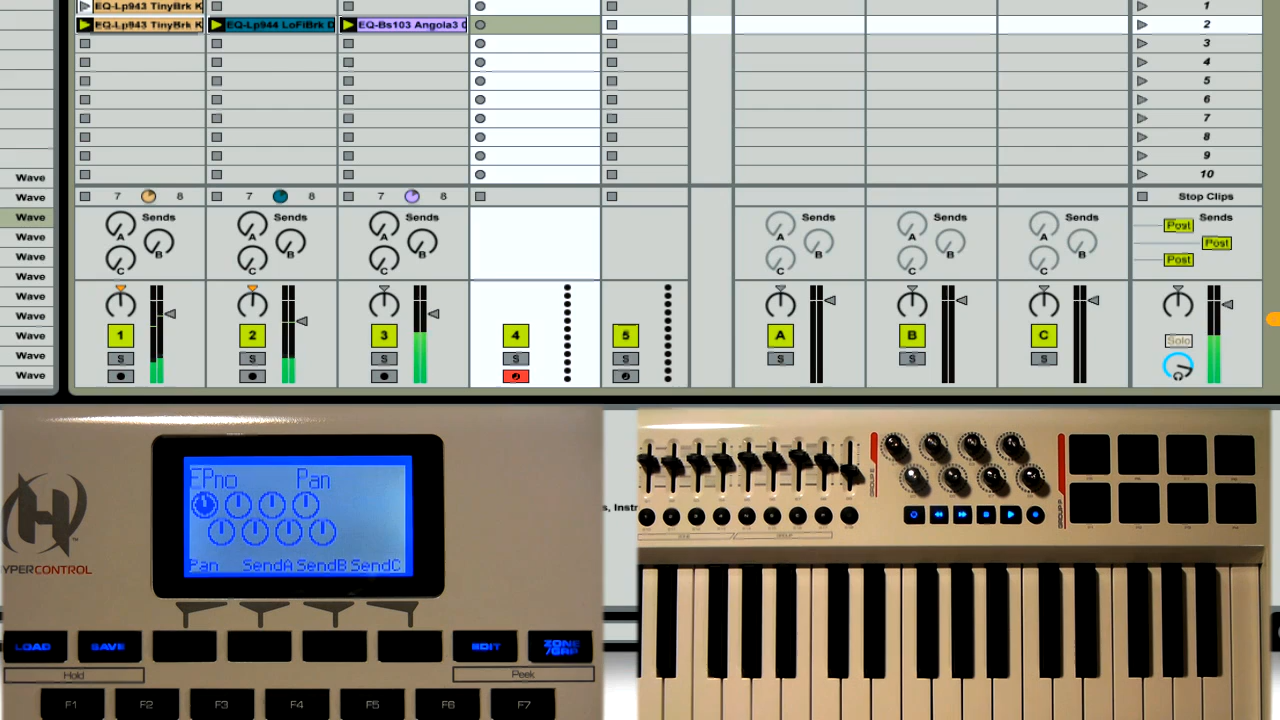 EQ-Lp943 TinyBrk K
1
EQ-Lp943 TinyBrk K EQ-Lp944 LoFiBrk D EQ-Bs103 Angola3
2
3
4
5
6
7
8
9
Wave 10
Wave 7 8 7 8 7 8 Stop Clips
Wave Sends Sends Sends Sends Sends Sends Sends
A A A A A A Post
Wave B B B B B B Post
Wave C C C C C C Post
Wave
Wave
Wave
Wave 1 2 3 4 5 A B C Solo
Wave S S S S S S S S
Wave
EPno Pan
Pan SendA SendB SendC
H
YPERCONTROL
s, Instr
GROUP E
GROUP F
LOAD SAVE EDIT ZONE/GRP
Hold Peek
F1 F2 F3 F4 F5 F6 F7